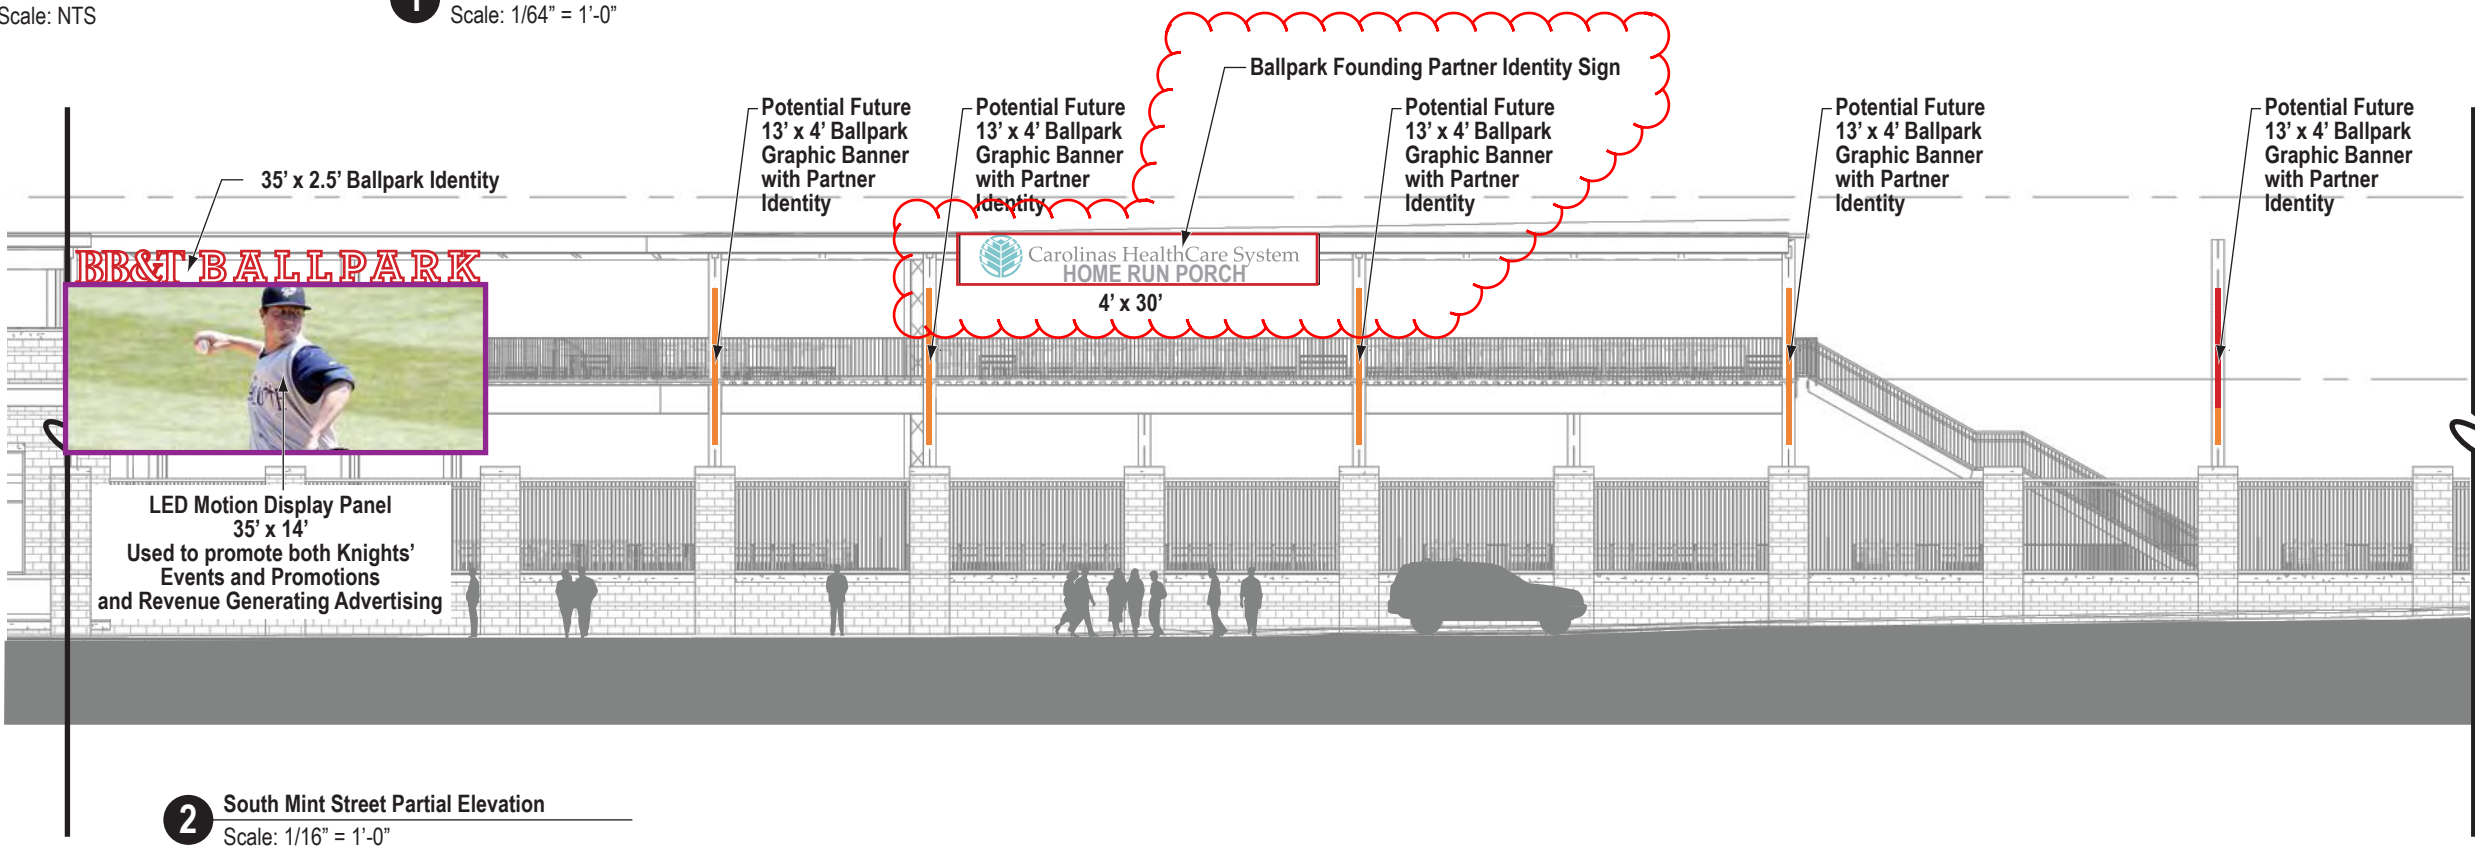 Scale: NTS
1
Scale: 1/64” = 1’-0”
Ballpark Founding Partner Identity Sign
Potential Future
13’ x 4’ Ballpark
Graphic Banner
with Partner
Identity
Potential Future
13’ x 4’ Ballpark
Graphic Banner
with Partner
Identity
Potential Future
13’ x 4’ Ballpark
Graphic Banner
with Partner
Identity
Potential Future
13’ x 4’ Ballpark
Graphic Banner
with Partner
Identity
Potential Future
13’ x 4’ Ballpark
Graphic Banner
with Partner
Identity
35’ x 2.5’ Ballpark Identity
BB&T BALLPARK
Carolinas HealthCare System
HOME RUN PORCH
4’ x 30’
LED Motion Display Panel
35’ x 14’
Used to promote both Knights’
Events and Promotions
and Revenue Generating Advertising
2
South Mint Street Partial Elevation
Scale: 1/16” = 1’-0”